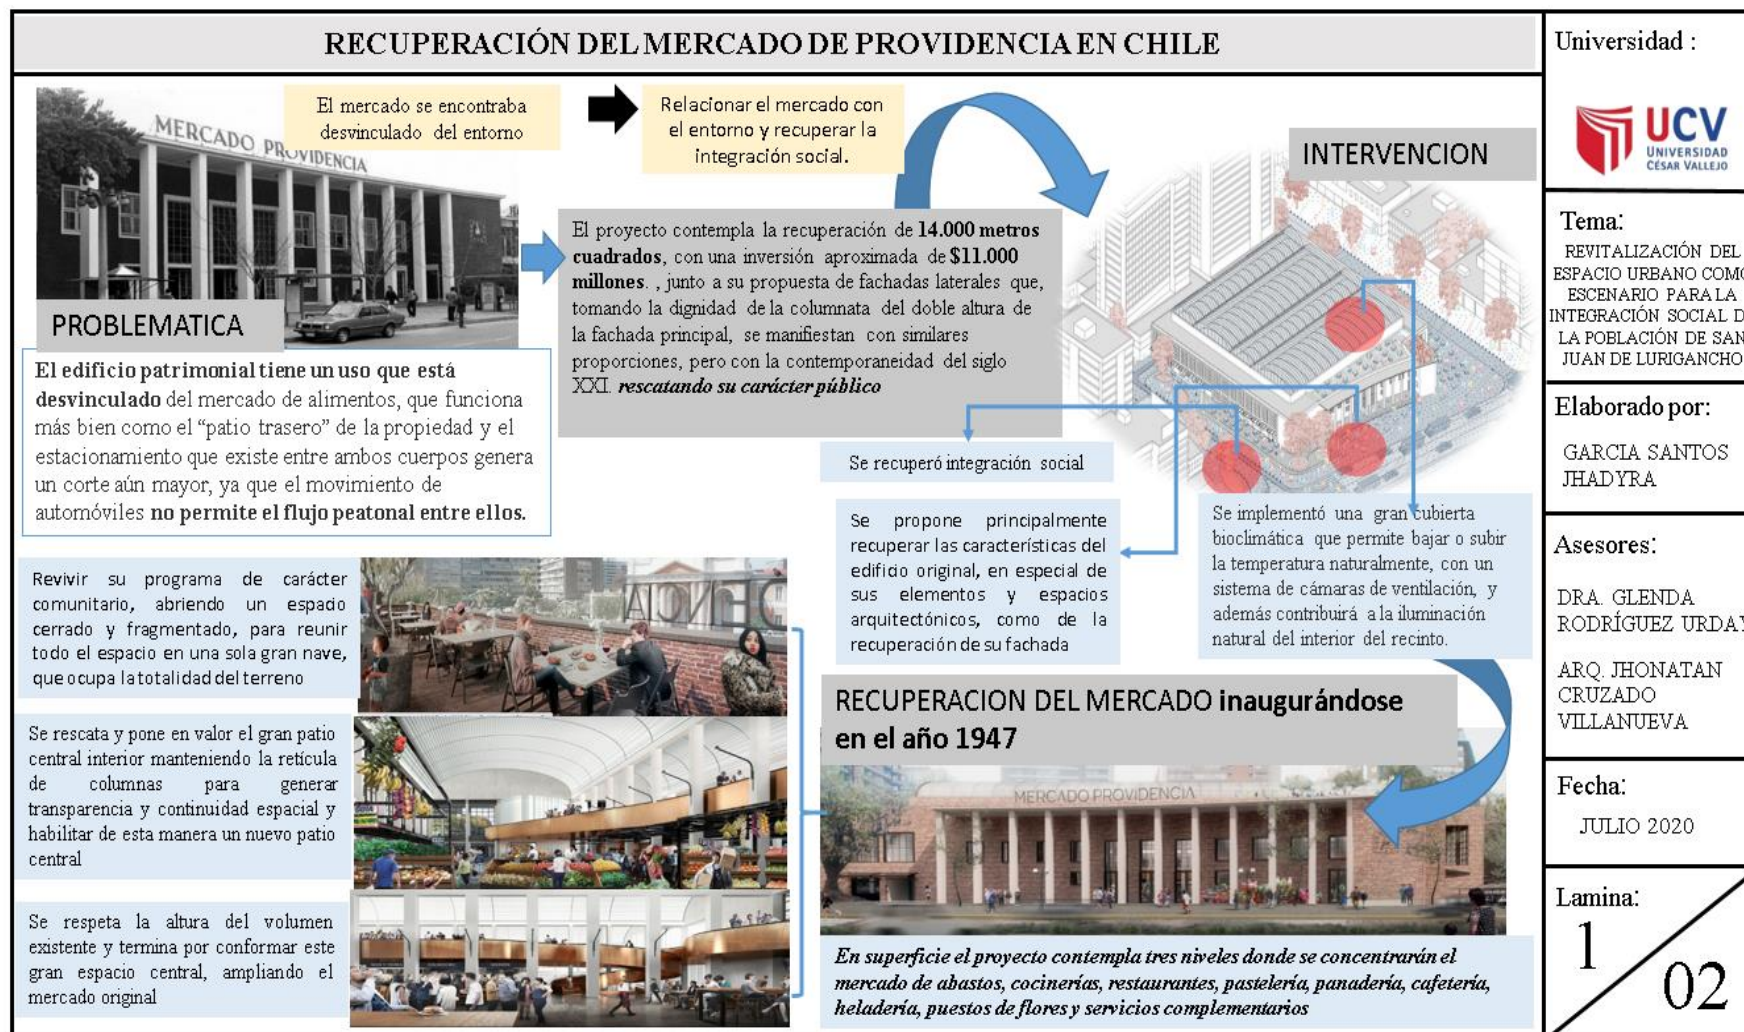 RECUPERACIÓN DEL MERCADO DE PROVIDENCIA EN CHILE
El mercado se encontraba
desvinculado del entorno
Relacionar el mercado con
el entorno y recuperar la
integración social.
MERCADO PROVIDENCIA
PROBLEMATICA
El edificio patrimonial tiene un uso que está
desvinculado del mercado de alimentos, que funciona
más bien como el “patio trasero” de la propiedad y el
estacionamiento que existe entre ambos cuerpos genera
un corte aún mayor, ya que el movimiento de
automóviles no permite el flujo peatonal entre ellos.
El proyecto contempla la recuperación de 14.000 metros
cuadrados, con una inversión aproximada de $11.000
millones. , junto a su propuesta de fachadas laterales que,
tomando la dignidad de la columnata del doble altura de
la fachada principal, se manifiestan con similares
proporciones, pero con la contemporaneidad del siglo
XXI. rescatando su carácter público
INTERVENCION
Se recuperó integración social
Se propone principalmente
recuperar las características del
edificio original, en especial de
sus elementos y espacios
arquitectónicos, como de la
recuperación de su fachada
Se implementó una gran cubierta
bioclimática que permite bajar o subir
la temperatura naturalmente, con un
sistema de cámaras de ventilación, y
además contribuirá a la iluminación
natural del interior del recinto.
Revivir su programa de carácter
comunitario, abriendo un espacio
cerrado y fragmentado, para reunir
todo el espacio en una sola gran nave,
que ocupa la totalidad del terreno
Se rescata y pone en valor el gran patio
central interior manteniendo la retícula
de columnas para generar
transparencia y continuidad espacial y
habilitar de esta manera un nuevo patio
central
Se respeta la altura del volumen
existente y termina por conformar este
gran espacio central, ampliando el
mercado original
RECUPERACION DEL MERCADO inaugurándose
en el año 1947
MERCADO PROVIDENCIA
En superficie el proyecto contempla tres niveles donde se concentrarán el
mercado de abastos, cocinerías, restaurantes, pastelería, panadería, cafetería,
heladería, puestos de flores y servicios complementarios
Universidad :
UCV
UNIVERSIDAD
CÉSAR VALLEJO
Tema:
REVITALIZACIÓN DEL
ESPACIO URBANO COMO
ESCENARIO PARA LA
INTEGRACIÓN SOCIAL D
LA POBLACIÓN DE SAN
JUAN DE LURIGANCHO
Elaborado por:
GARCIA SANTOS
JHADYRA
Asesores:
DRA. GLENDA
RODRÍGUEZ URDAY
ARQ. JHONATAN
CRUZADO
VILLANUEVA
Fecha:
JULIO 2020
Lamina:
1
02